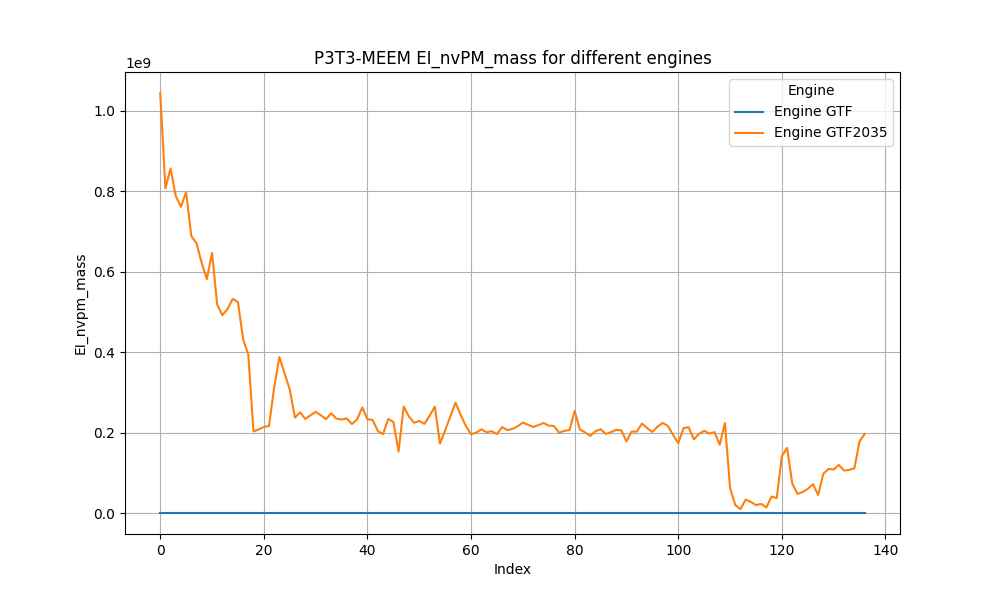 P3T3-MEEM EI_nvPM_mass for different engines
1e9
Engine
Engine GTF
Engine GTF2035
EI_nvpm_mass
1.0
0.8
0.6
0.4
0.2
0.0
0 20 40 60 80 100 120 140
Index